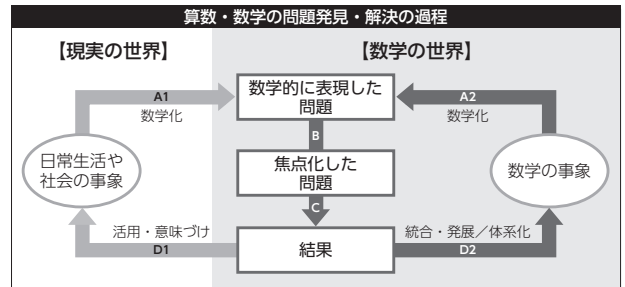 算数・数学の問題発見・解決の過程
【現実の世界】
【数学の世界】
A1
数学化
数学的に表現した
問題
A2
数学化
B
日常生活や
社会の事象
焦点化した
問題
数学の事象
C
活用・意味づけ
D1
結果
統合・発展/体系化
D2